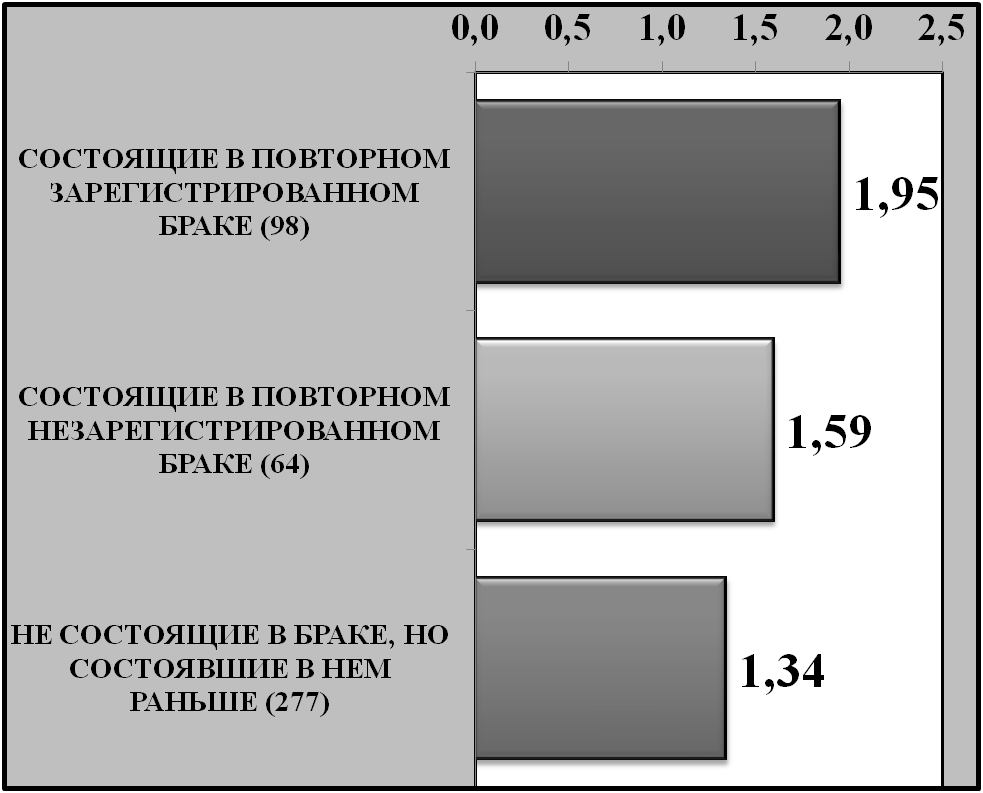 0,0 0,5 1,0 1,5 2,0 2,5
СОСТОЯЩИЕ В ПОВТОРНОМ
ЗАРЕГИСТРИРОВАННОМ
БРАКЕ (98)
1,95
СОСТОЯЩИЕ В ПОВТОРНОМ
НЕЗАРЕГИСТРИРОВАННОМ
БРАКЕ (64)
1,59
НЕ СОСТОЯЩИЕ В БРАКЕ, НО
СОСТОЯВШИЕ В НЕМ
РАНЬШЕ (277)
1,34